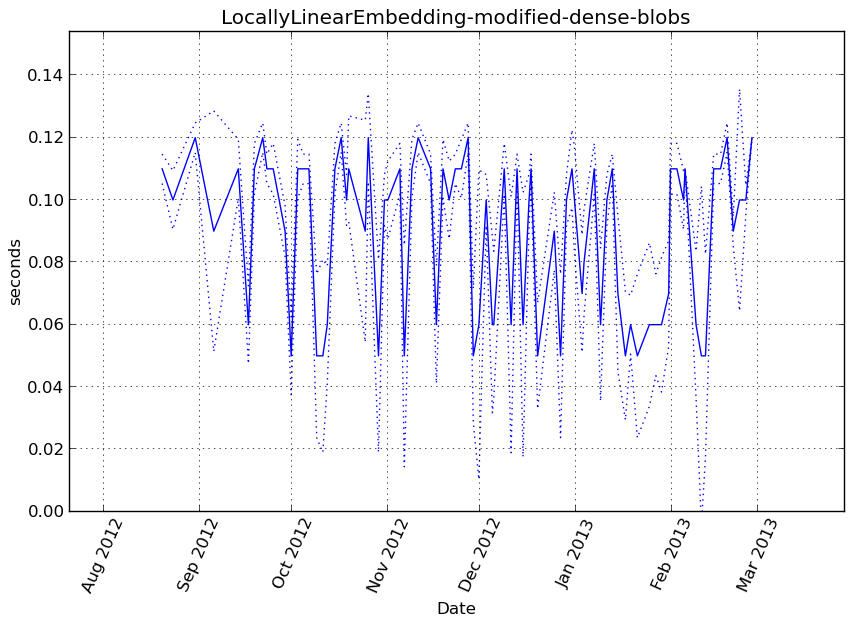 LocallyLinearEmbedding-modified-dense-blobs
0.14
0.12
0.10
0.08
0.06
0.04
0.02
0.00
seconds
Aug 2012
Sep 2012
Oct 2012
Nov 2012
Dec 2012
Jan 2013
Feb 2013
Mar 2013
Date